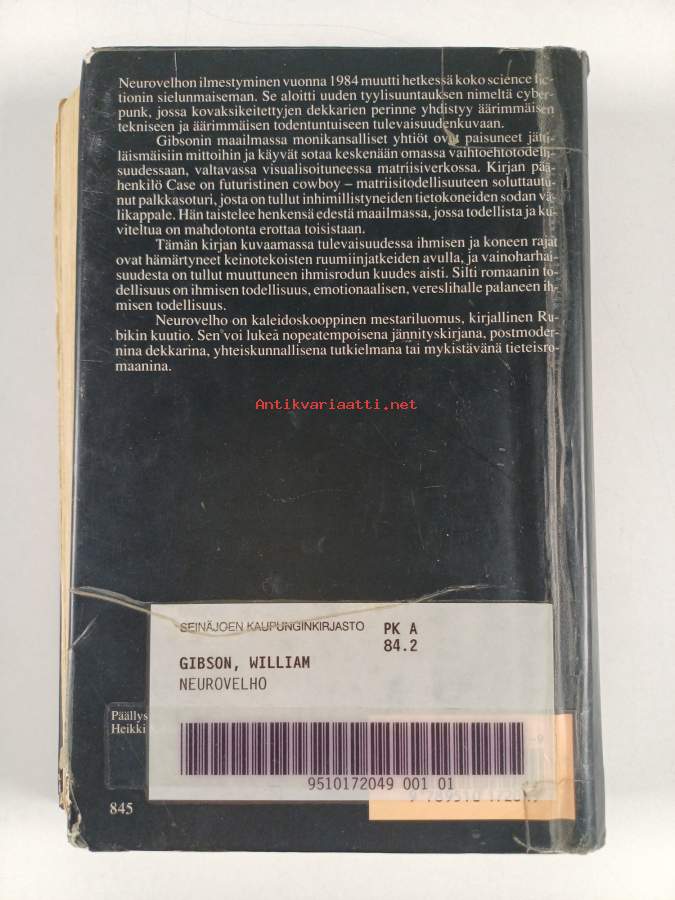 Neurovelhon ilmestyminen vuonna 1984 muutti hetkessä koko science fic-
tionin sielunmaiseman. Se aloitti uuden tyylisuuntauksen nimeltä cyber-
punk, jossa kovaksikeitettyjen dekkarien perinne yhdistyy äärimmäisen
tekniseen ja äärimmäisen todentuntuiseen tulevaisuudenkuvaan.
Gibsonin maailmassa monikansalliset yhtiöt ovat paisuneet jätti-
läismäisiin mittoihin ja käyvät sotaa keskenään omassa vaihtoehtotodelli-
suudessaan, valtavassa visualisoituneessa matriisiverkossa. Kirjan pää-
henkilö Case on futuristinen cowboy – matriisitodellisuuteen soluttautu-
nut palkkasoturi, josta on tullut inhimillistyneiden tietokoneiden sodan vä-
likappale. Hän taistelee henkensä edestä maailmassa, jossa todellista ja ku-
viteltua on mahdotonta erottaa toisistaan.
Tämän kirjan kuvaamassa tulevaisuudessa ihmisen ja koneen rajat
ovat hämärtyneet keinotekoisten ruumiinjatkeiden avulla, ja vainoharhai-
suudesta on tullut muuttuneen ihmisrodun kuudes aisti. Silti romaanin to-
dellisuus on ihmisen todellisuus, emotionaalisen, vereslihalle palaneen ih-
misen todellisuus.
Neurovelho on kaleidoskooppinen mestariluomus, kirjallinen Ru-
bikin kuutio. Sen voi lukea nopeatempoisena jännityskirjana, postmoder-
nina dekkarina, yhteiskunnallisena tutkielmana tai mykistävänä tieteisro-
maanina.
Antikvariaatti.net
SEINÄJOEN KAUPUNGINKIRJASTO PK A
84.2
GIBSON, WILLIAM
NEUROVELHO
Päällys
Heikki
9510172049 001 01
845